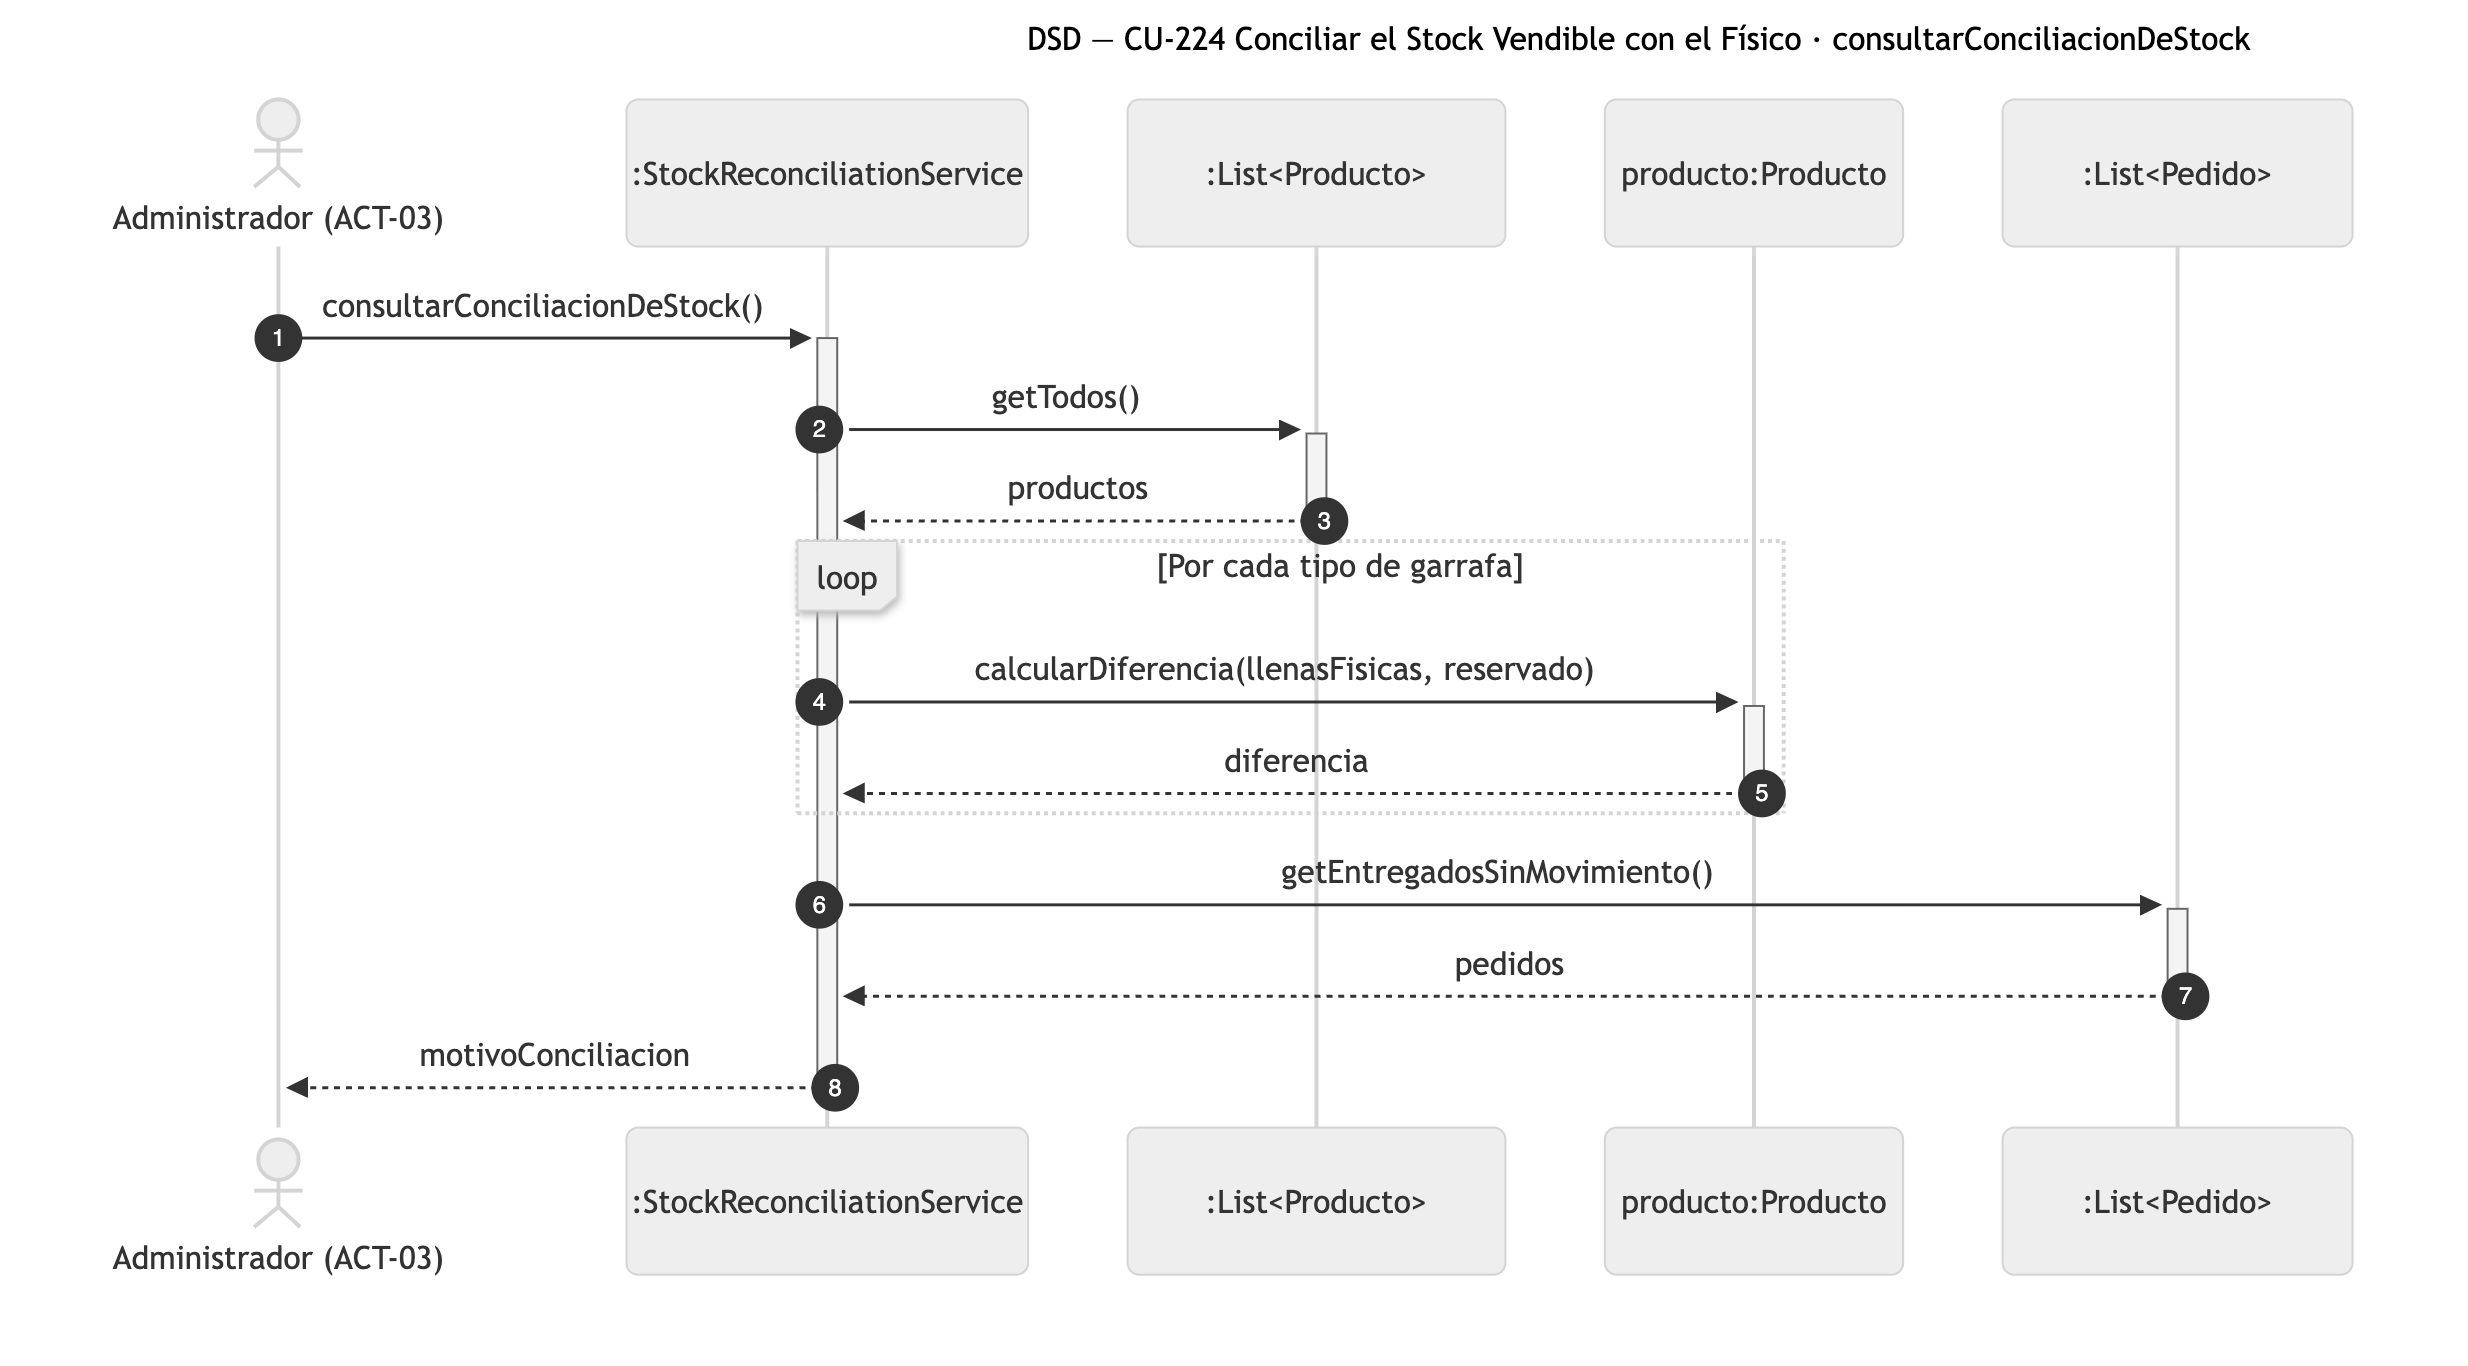 DSD — CU-224 Conciliar el Stock Vendible con el Físico · consultarConciliacionDeStock
Administrador (ACT-03)
:StockReconciliationService
:List<Producto>
producto:Producto
:List<Pedido>
consultarConciliacionDeStock()
1
getTodos()
2
productos
3
loop
[Por cada tipo de garrafa]
calcularDiferencia(llenasFisicas, reservado)
4
diferencia
5
getEntregadosSinMovimiento()
6
pedidos
7
motivoConciliacion
8
Administrador (ACT-03)
:StockReconciliationService
:List<Producto>
producto:Producto
:List<Pedido>